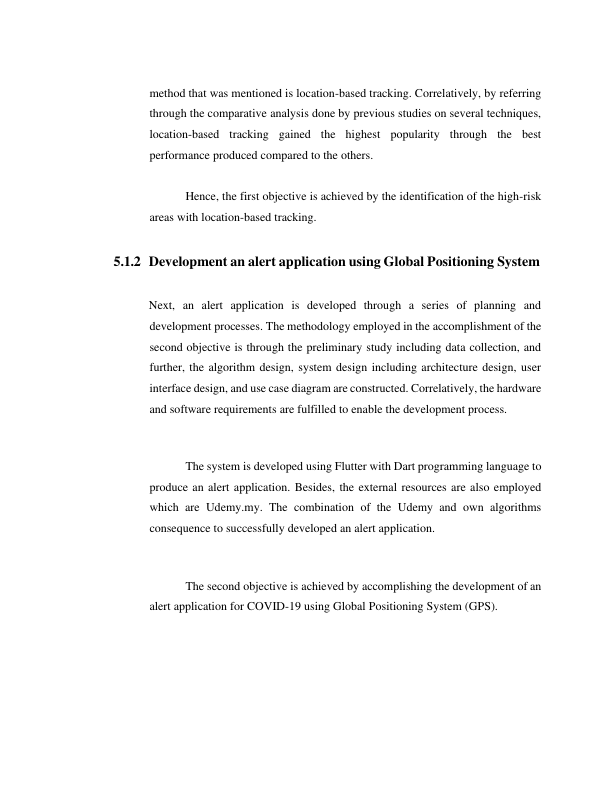 method that was mentioned is location-based tracking. Correlatively, by referring
through the comparative analysis done by previous studies on several techniques,
location-based tracking gained the highest popularity through the best
performance produced compared to the others.
Hence, the first objective is achieved by the identification of the high-risk
areas with location-based tracking.
5.1.2 Development an alert application using Global Positioning System
Next, an alert application is developed through a series of planning and
development processes. The methodology employed in the accomplishment of the
second objective is through the preliminary study including data collection, and
further, the algorithm design, system design including architecture design, user
interface design, and use case diagram are constructed. Correlatively, the hardware
and software requirements are fulfilled to enable the development process.
The system is developed using Flutter with Dart programming language to
produce an alert application. Besides, the external resources are also employed
which are Udemy.my. The combination of the Udemy and own algorithms
consequence to successfully developed an alert application.
The second objective is achieved by accomplishing the development of an
alert application for COVID-19 using Global Positioning System (GPS).